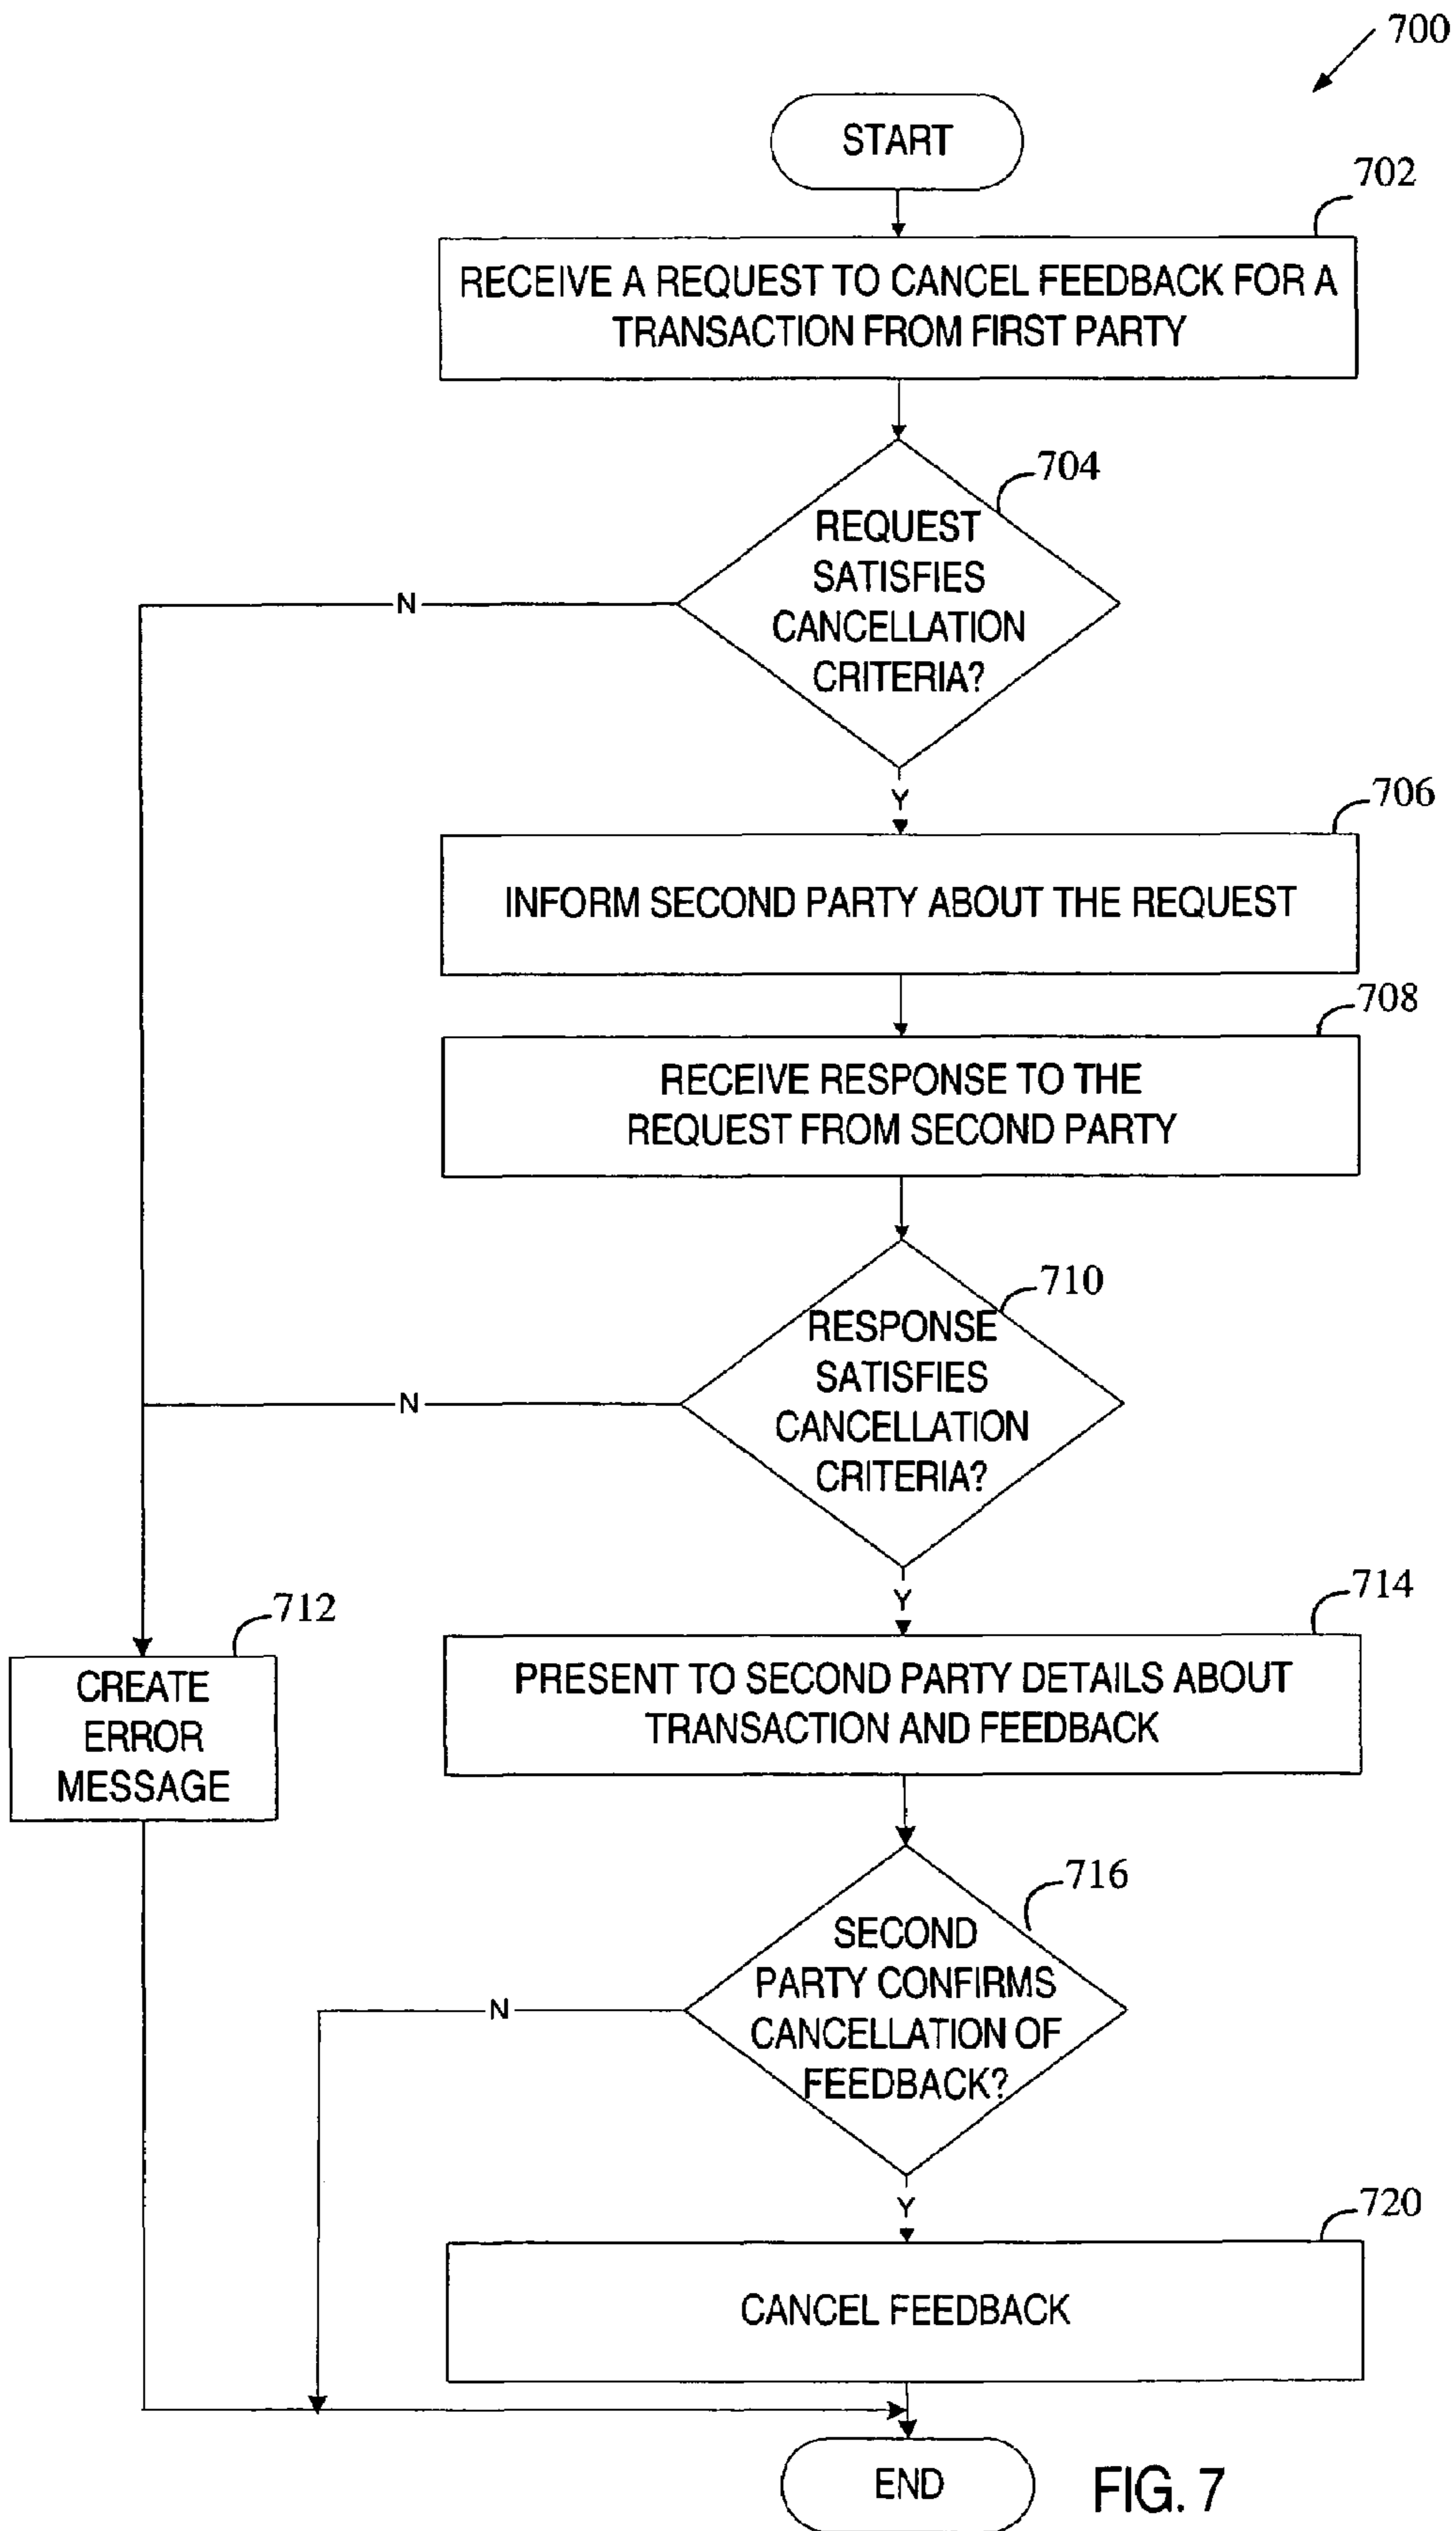 700
START
702
RECEIVE A REQUEST TO CANCEL FEEDBACK FOR A
TRANSACTION FROM FIRST PARTY
704
REQUEST
SATISFIES
CANCELLATION
CRITERIA?
N
Y
706
INFORM SECOND PARTY ABOUT THE REQUEST
708
RECEIVE RESPONSE TO THE
REQUEST FROM SECOND PARTY
710
RESPONSE
SATISFIES
CANCELLATION
CRITERIA?
N
Y
712
CREATE
ERROR
MESSAGE
714
PRESENT TO SECOND PARTY DETAILS ABOUT
TRANSACTION AND FEEDBACK
716
SECOND
PARTY CONFIRMS
CANCELLATION OF
FEEDBACK?
N
Y
720
CANCEL FEEDBACK
END
FIG. 7